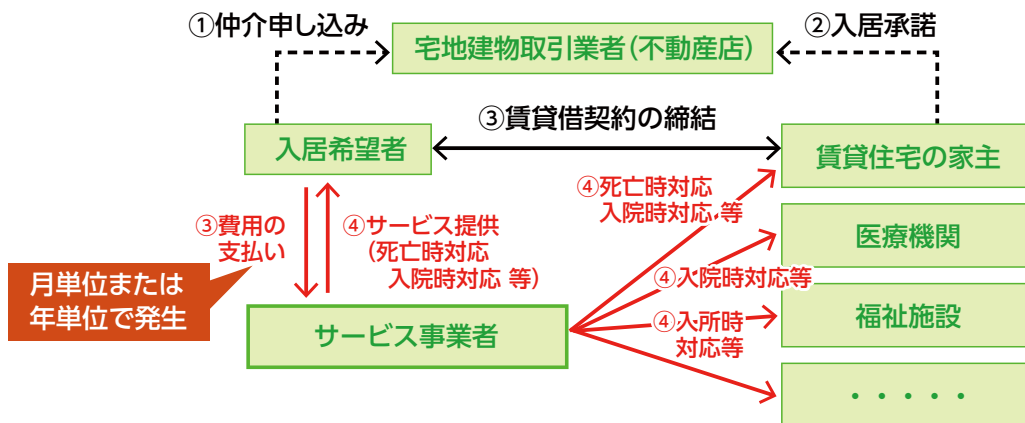 ①仲介申し込み
②入居承諾
宅地建物取引業者（不動産店）
③賃貸借契約の締結
入居希望者
賃貸住宅の家主
④死亡時対応
入院時対応 等
③費用の
支払い
④サービス提供
（死亡時対応
入院時対応 等）
医療機関
④入院時対応等
月単位または
年単位で発生
福祉施設
④入所時
対応等
サービス事業者
・・・・・